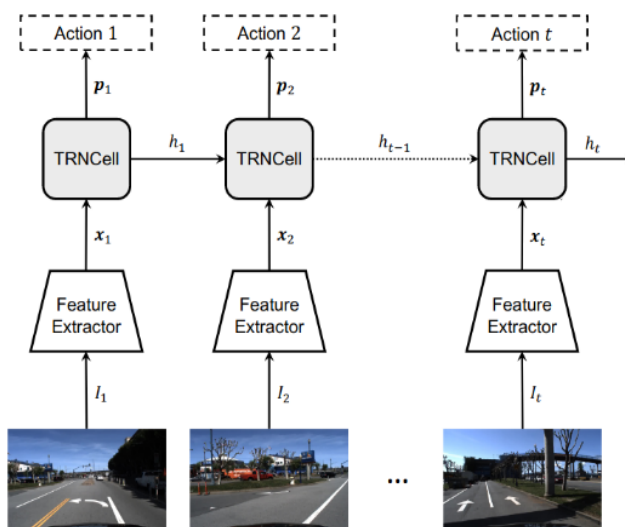 Action 1
Action 2
Action t
p₁
p₂
pₜ
TRNCell
h₁
TRNCell
hₜ₋₁
TRNCell
hₜ
x₁
x₂
xₜ
Feature
Extractor
Feature
Extractor
Feature
Extractor
I₁
I₂
Iₜ
...